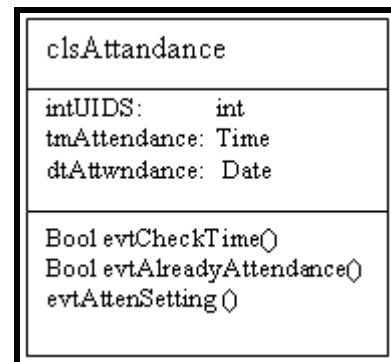 clsAttandance
intUIDS: int
tmAttendance: Time
dtAttwndance: Date
Bool evtCheckTime()
Bool evtAlreadyAttendance()
evtAttenSetting()